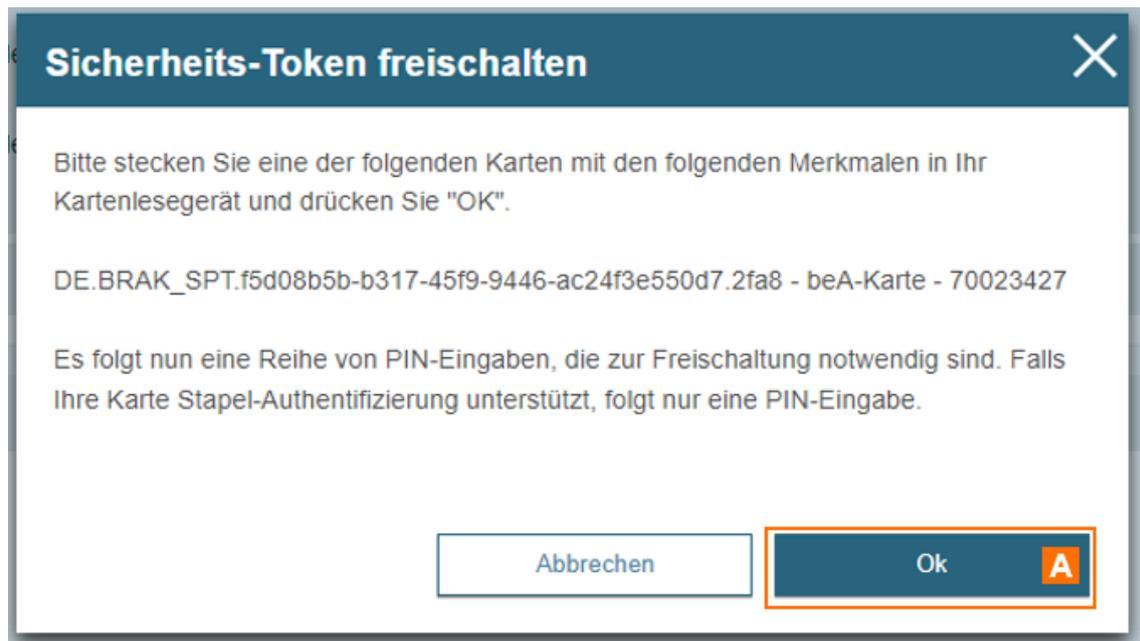 Sicherheits-Token freischalten
Bitte stecken Sie eine der folgenden Karten mit den folgenden Merkmalen in Ihr
Kartenlesegerät und drücken Sie "OK".
DE.BRAK_SPT.f5d08b5b-b317-45f9-9446-ac24f3e550d7.2fa8 - beA-Karte - 70023427
Es folgt nun eine Reihe von PIN-Eingaben, die zur Freischaltung notwendig sind. Falls
Ihre Karte Stapel-Authentifizierung unterstützt, folgt nur eine PIN-Eingabe.
Abbrechen
Ok A